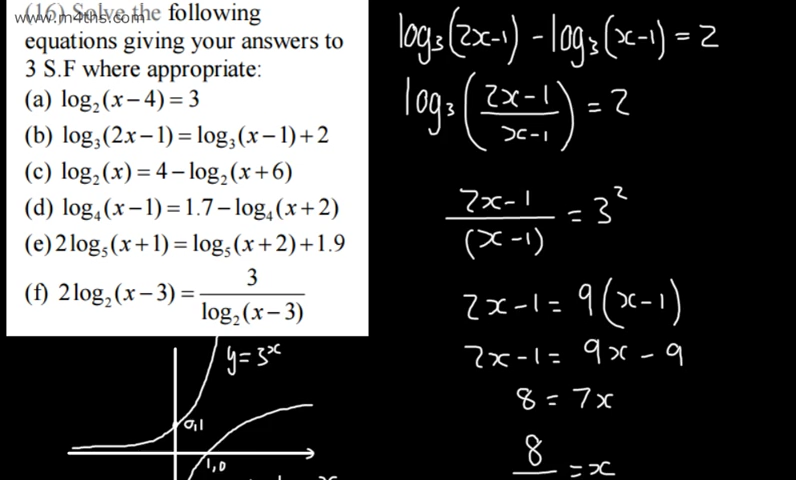 www.m4ths.com
(16) Solve the following
equations giving your answers to
3 S.F where appropriate:
(a) log₂(x−4)=3
(b) log₃(2x−1)=log₃(x−1)+2
(c) log₂(x)=4−log₂(x+6)
(d) log₄(x−1)=1.7−log₄(x+2)
(e) 2log₅(x+1)=log₅(x+2)+1.9
(f) 2log₂(x−3)=3/log₂(x−3)
y=3ˣ
0,1
1,0
log₃(2x-1) - log₃(x-1) = 2
log₃((2x-1)/(x-1)) = 2
(2x-1)/(x-1) = 3²
2x-1 = 9(x-1)
2x-1 = 9x - 9
8 = 7x
8/ = x